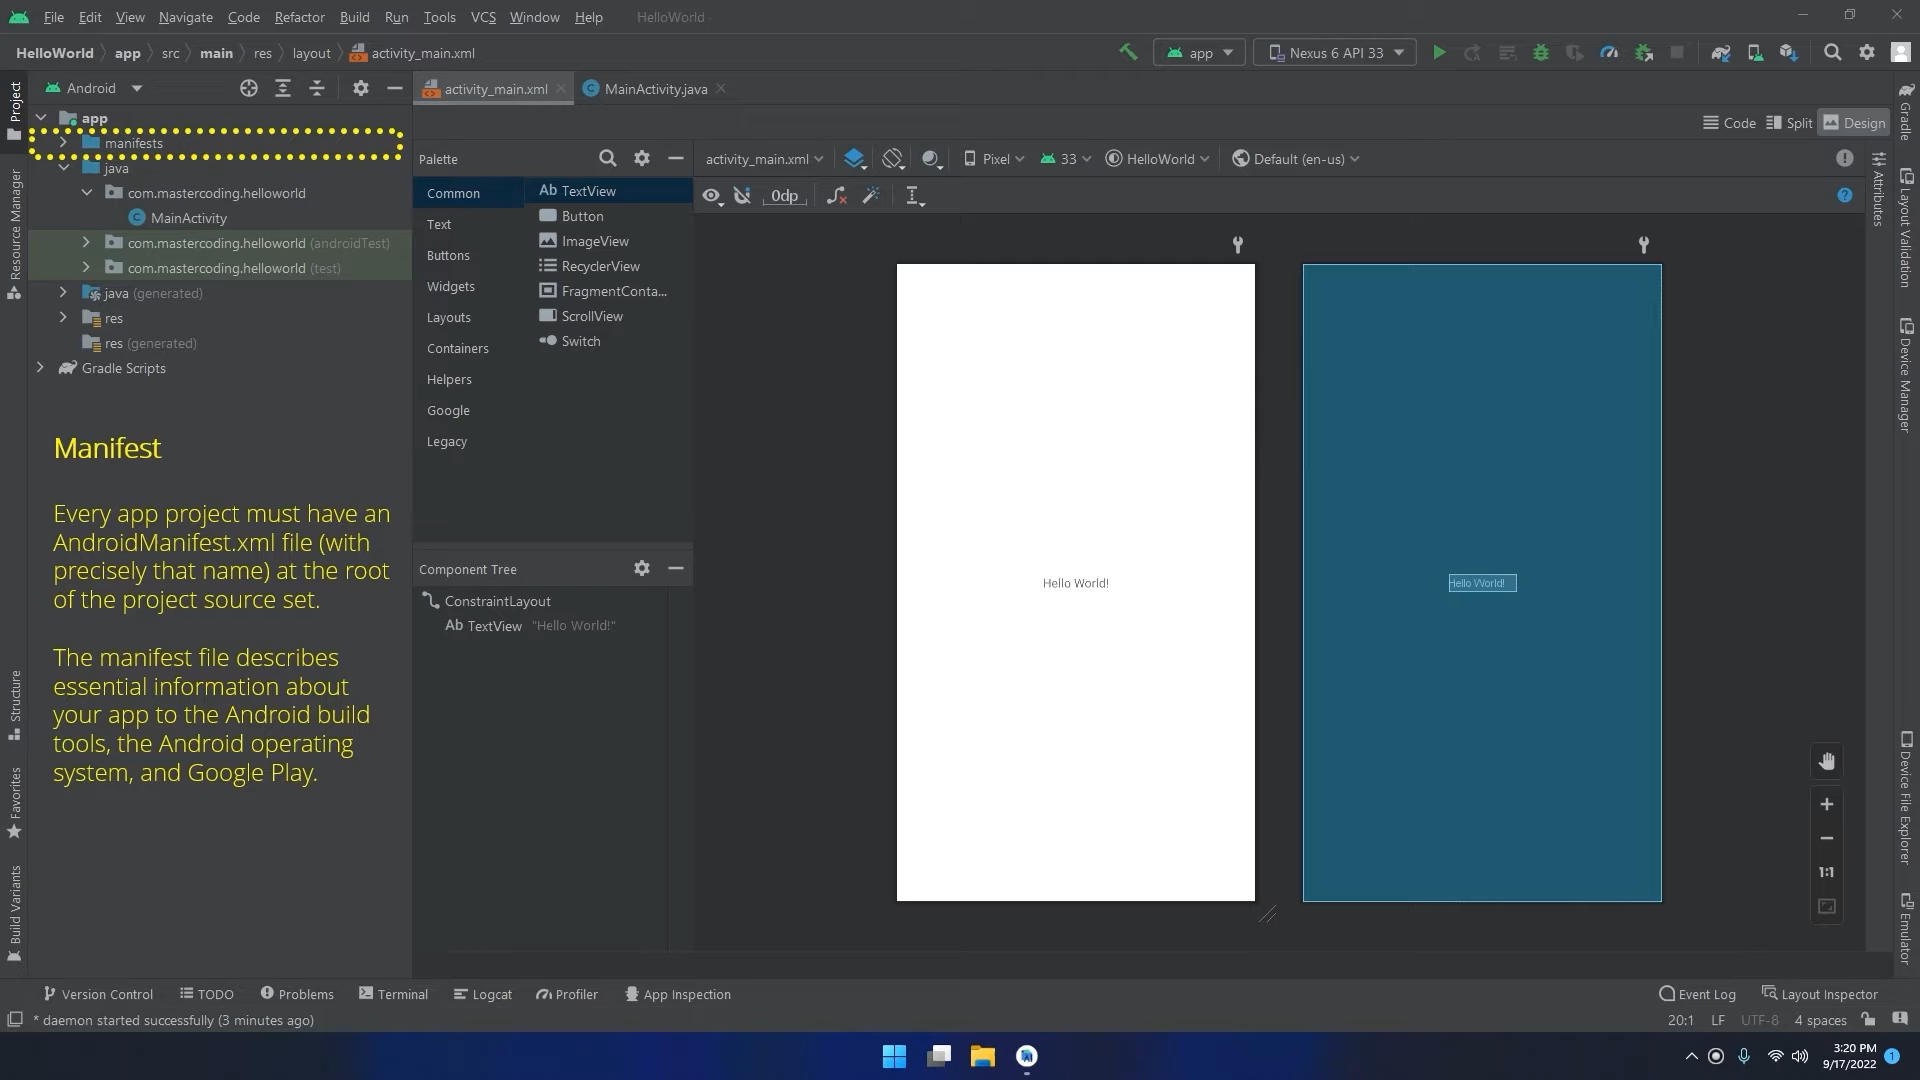 File Edit View Navigate Code Refactor Build Run Tools VCS Window Help HelloWorld
HelloWorld app src main res layout activity_main.xml
app Nexus 6 API 33
Android
activity_main.xml MainActivity.java
Code Split Design
Project
Resource Manager
Structure
Favorites
Build Variants
app
manifests
java
com.mastercoding.helloworld
MainActivity
com.mastercoding.helloworld (androidTest)
com.mastercoding.helloworld (test)
java (generated)
res
res (generated)
Gradle Scripts
Manifest
Every app project must have an
AndroidManifest.xml file (with
precisely that name) at the root
of the project source set.
The manifest file describes
essential information about
your app to the Android build
tools, the Android operating
system, and Google Play.
Palette
Common
Text
Buttons
Widgets
Layouts
Containers
Helpers
Google
Legacy
Ab TextView
Button
ImageView
RecyclerView
FragmentConta...
ScrollView
Switch
Component Tree
ConstraintLayout
Ab TextView "Hello World!"
activity_main.xml Pixel 33 HelloWorld Default (en-us)
0dp
Hello World!
Hello World!
1:1
Gradle
Attributes
Layout Validation
Device Manager
Device File Explorer
Emulator
Version Control TODO Problems Terminal Logcat Profiler App Inspection Event Log Layout Inspector
* daemon started successfully (3 minutes ago) 20:1 LF UTF-8 4 spaces
3:20 PM
9/17/2022
1